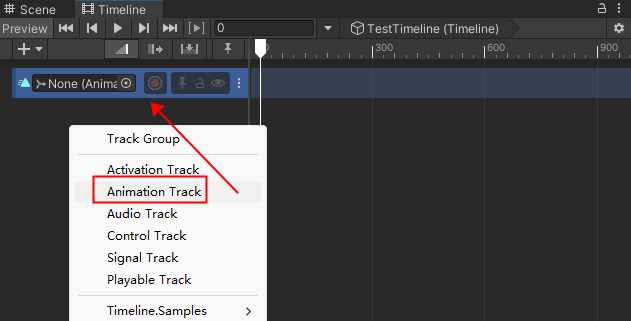 Scene Timeline
Preview 0 TestTimeline (Timeline)
0 300 600 900
None (Anima
Track Group
Activation Track
Animation Track
Audio Track
Control Track
Signal Track
Playable Track
Timeline.Samples